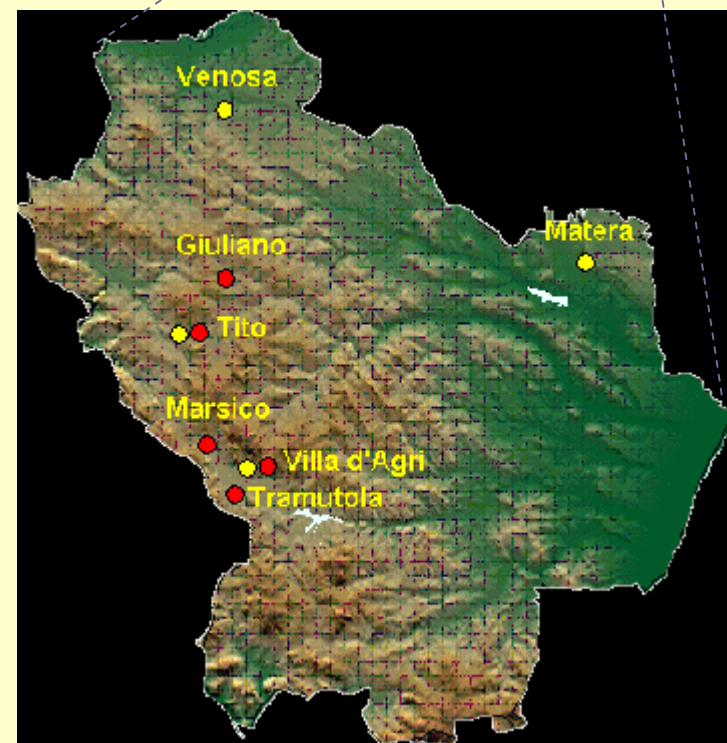 Venosa
Matera
Giuliano
Tito
Marsico
Villa d'Agri
Tramutola